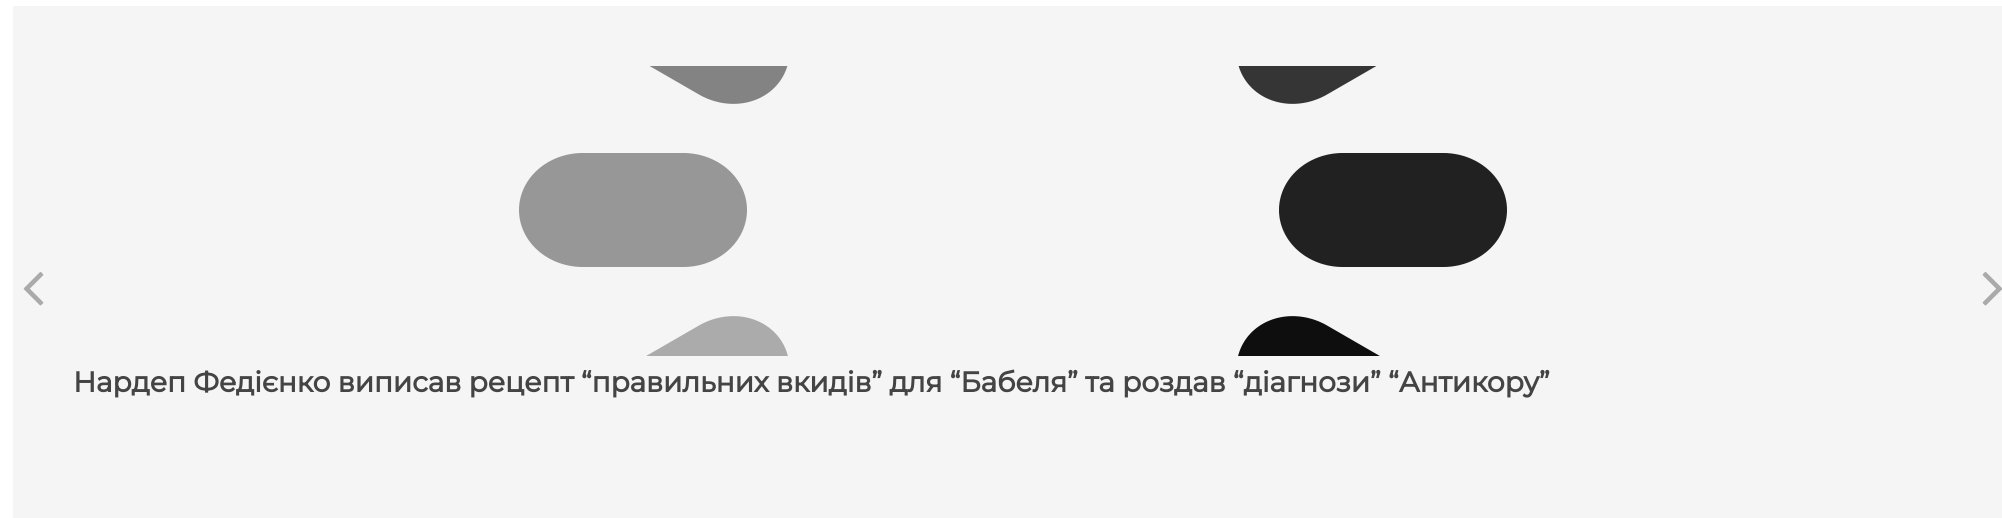 Нардеп Федієнко виписав рецепт “правильних вкидів” для “Бабеля” та роздав “діагнози” “Антикору”